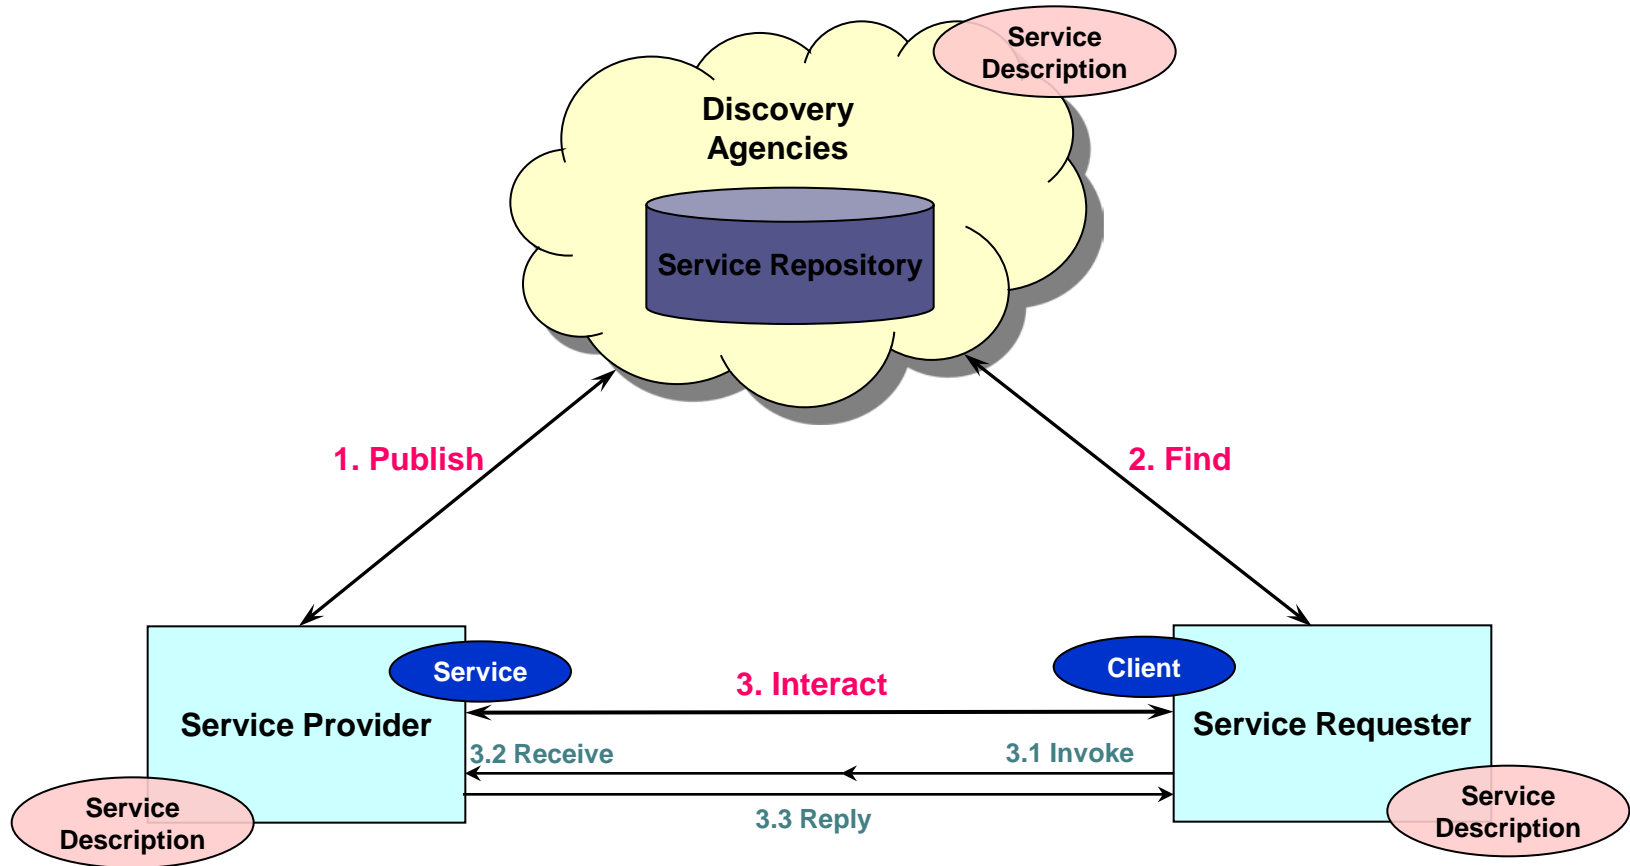 Service
Description
Discovery
Agencies
Service Repository
1. Publish
2. Find
Service
Client
3. Interact
Service Provider
Service Requester
3.2 Receive
3.1 Invoke
3.3 Reply
Service
Description
Service
Description